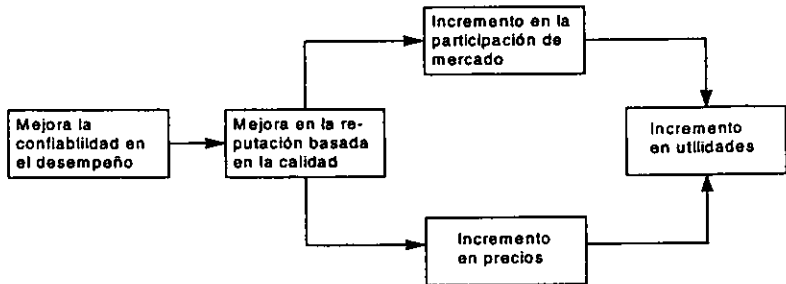 Mejora la
confiabilidad en
el desempeño
Mejora en la re-
putación basada
en la calidad
Incremento en la
participación de
mercado
Incremento
en precios
Incremento
en utilidades